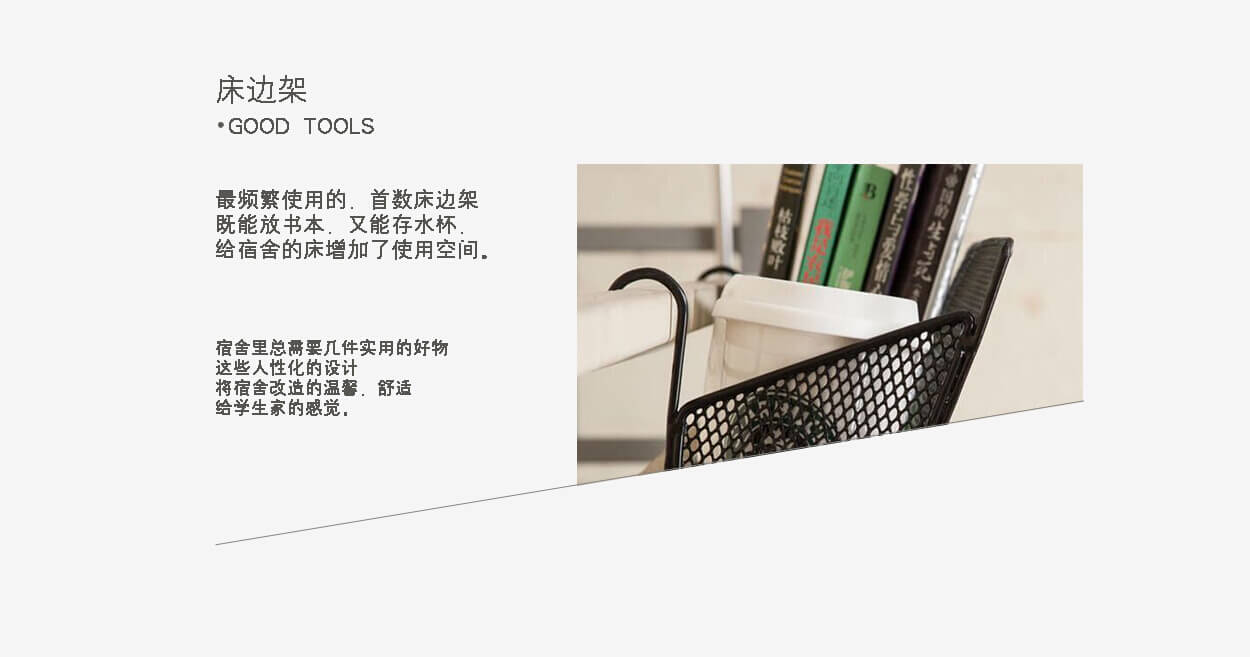 床边架
•GOOD TOOLS
最频繁使用的，首数床边架
既能放书本，又能存水杯，
给宿舍的床增加了使用空间。
宿舍里总需要几件实用的好物
这些人性化的设计
将宿舍改造的温馨，舒适
给学生家的感觉。
枯枝败叶
B